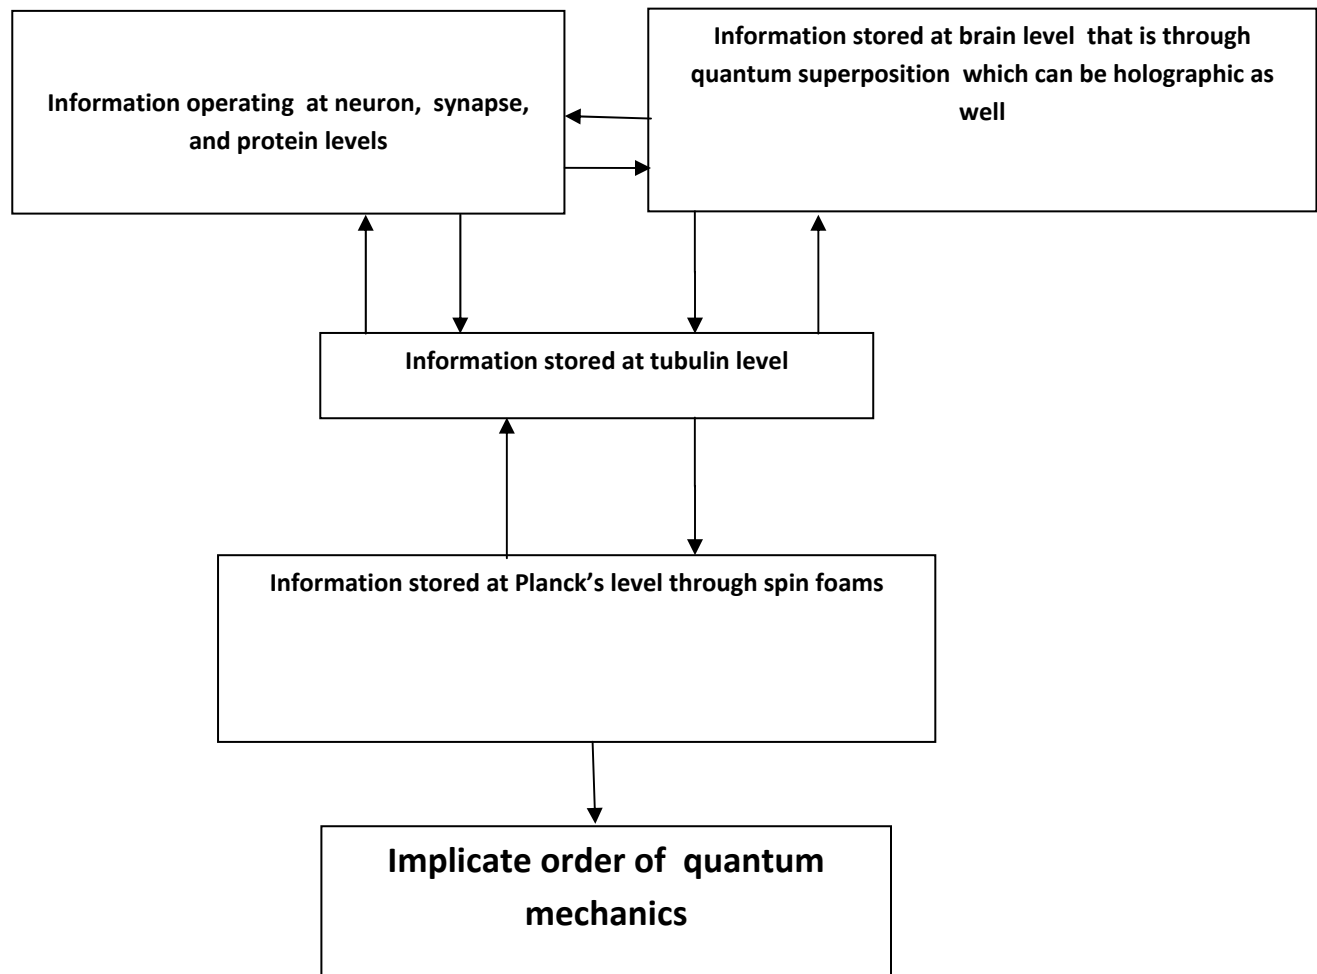 Information operating at neuron, synapse,
and protein levels
Information stored at brain level that is through
quantum superposition which can be holographic as
well
Information stored at tubulin level
Information stored at Planck’s level through spin foams
Implicate order of quantum
mechanics